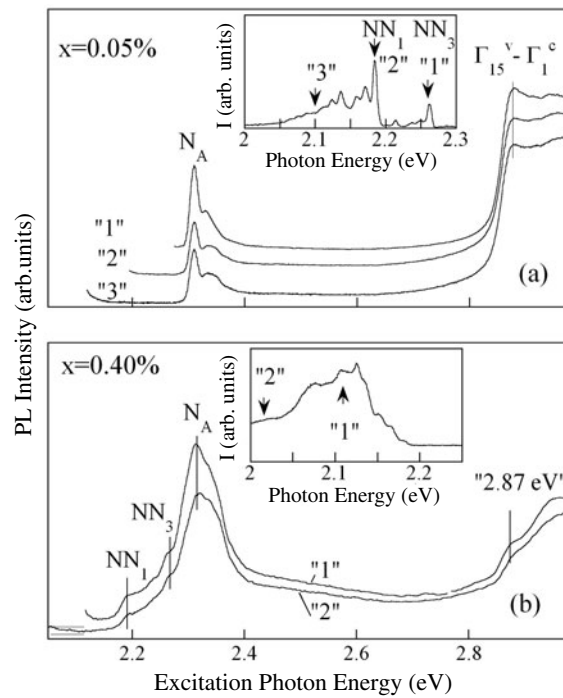 x=0.05%
I (arb. units)
NN1 NN3
"3" "2" "1"
2 2.1 2.2 2.3
Photon Energy (eV)
Γ15v - Γ1c
NA
"1"
"2"
"3"
(a)
PL Intensity (arb.units)
x=0.40%
I (arb. units)
"2"
"1"
2 2.1 2.2
Photon Energy (eV)
NA
NN3
NN1
"2.87 eV"
"1"
"2"
(b)
2.2 2.4 2.6 2.8
Excitation Photon Energy (eV)